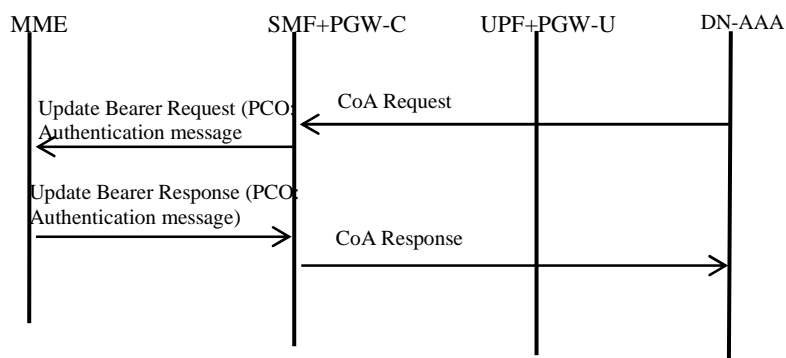 MME
SMF+PGW-C
UPF+PGW-U
DN-AAA
CoA Request
Update Bearer Request (PCO:
Authentication message
Update Bearer Response (PCO:
Authentication message)
CoA Response